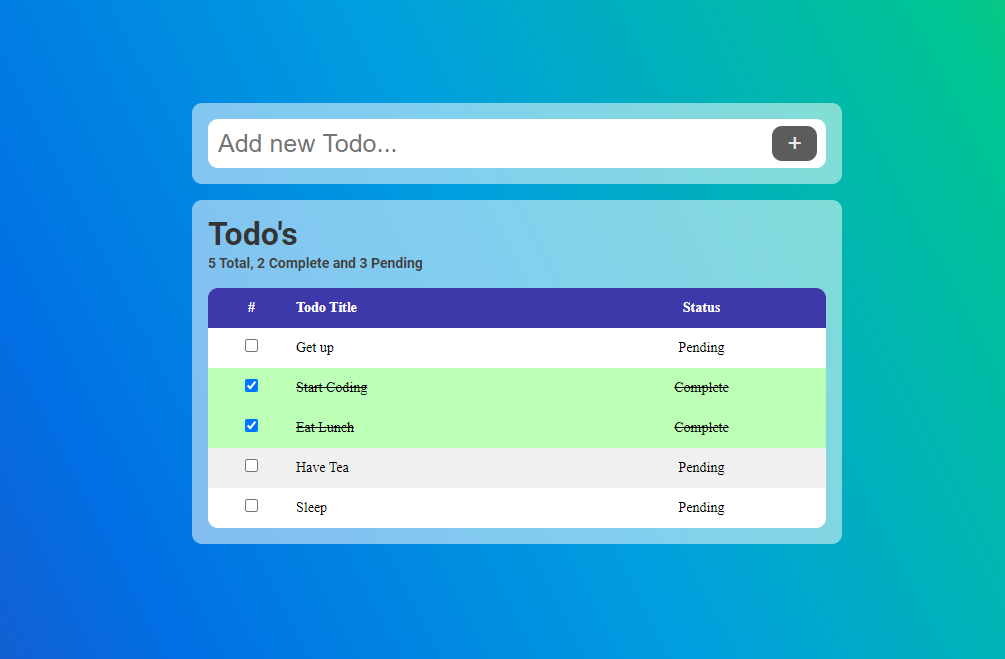 Add new Todo...
+
Todo's
5 Total, 2 Complete and 3 Pending
# Todo Title Status
Get up Pending
Start Coding Complete
Eat Lunch Complete
Have Tea Pending
Sleep Pending